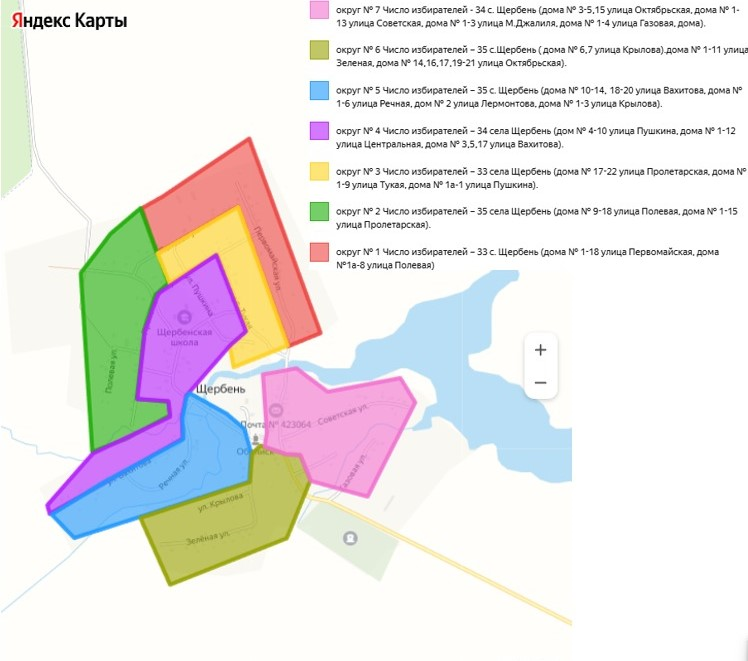 Яндекс Карты
округ № 7 Число избирателей - 34 с. Щербень (дома № 3-5,15 улица Октябрьская, дома № 1-
13 улица Советская, дома № 1-3 улица М.Джалиля, дома № 1-4 улица Газовая, дома).
округ № 6 Число избирателей – 35 с.Щербень ( дома № 6,7 улица Крылова).дома № 1-11 улица
Зеленая, дома № 14,16,17,19-21 улица Октябрьская).
округ № 5 Число избирателей – 35 с. Щербень (дома № 10-14, 18-20 улица Вахитова, дома №
1-6 улица Речная, дом № 2 улица Лермонтова, дома № 1-3 улица Крылова).
округ № 4 Число избирателей – 34 села Щербень (дом № 4-10 улица Пушкина, дома № 1-12
улица Центральная, дома № 3,5,17 улица Вахитова).
округ № 3 Число избирателей – 33 села Щербень (дома № 17-22 улица Пролетарская, дома №
1-9 улица Тукая, дома № 1а-1 улица Пушкина).
округ № 2 Число избирателей – 35 села Щербень (дома № 9-18 улица Полевая, дома № 1-15
улица Пролетарская).
округ № 1 Число избирателей – 33 с. Щербень (дома № 1-18 улица Первомайская, дома
№1а-8 улица Полевая)
Первомайская ул.
ул. Пушкина
Щербенская
школа
Полевая ул.
Щербень
Почта № 423064
Советская ул.
Газовая ул.
Речная ул.
ул. Крылова
Зелёная ул.
+
−